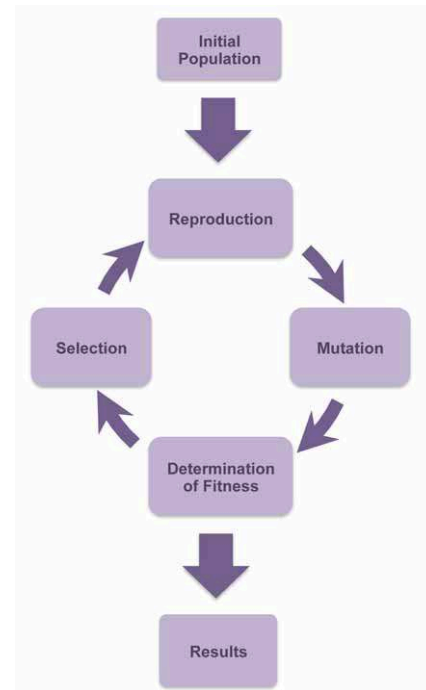 Initial
Population
Reproduction
Selection
Mutation
Determination
of Fitness
Results